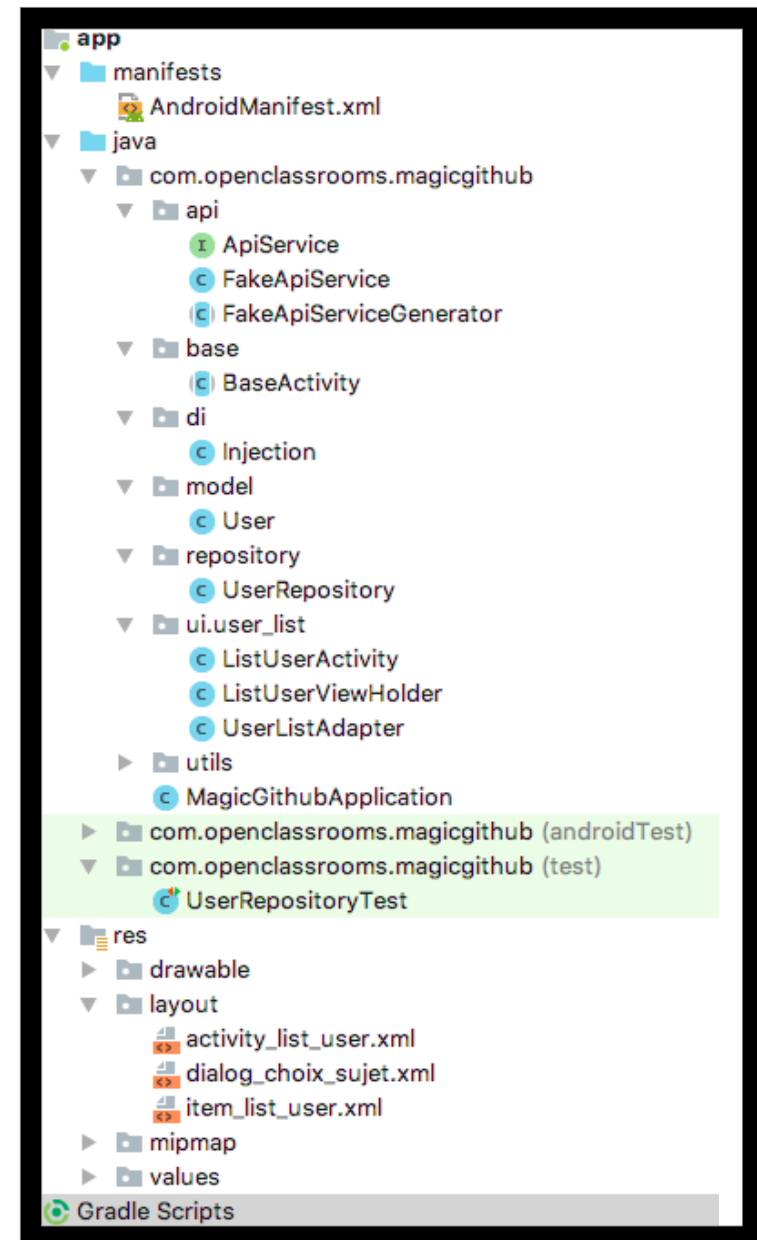 app
manifests
AndroidManifest.xml
java
com.openclassrooms.magicgithub
api
I ApiService
C FakeApiService
C FakeApiServiceGenerator
base
C BaseActivity
di
C Injection
model
C User
repository
C UserRepository
ui.user_list
C ListUserActivity
C ListUserViewHolder
C UserListAdapter
utils
C MagicGithubApplication
com.openclassrooms.magicgithub (androidTest)
com.openclassrooms.magicgithub (test)
C UserRepositoryTest
res
drawable
layout
activity_list_user.xml
dialog_choix_sujet.xml
item_list_user.xml
mipmap
values
Gradle Scripts